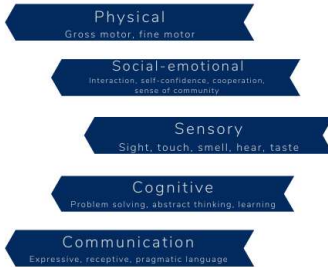 Physical
Gross motor, fine motor
Social-emotional
Interaction, self-confidence, cooperation,
sense of community
Sensory
Sight, touch, smell, hear, taste
Cognitive
Problem solving, abstract thinking, learning
Communication
Expressive, receptive, pragmatic language